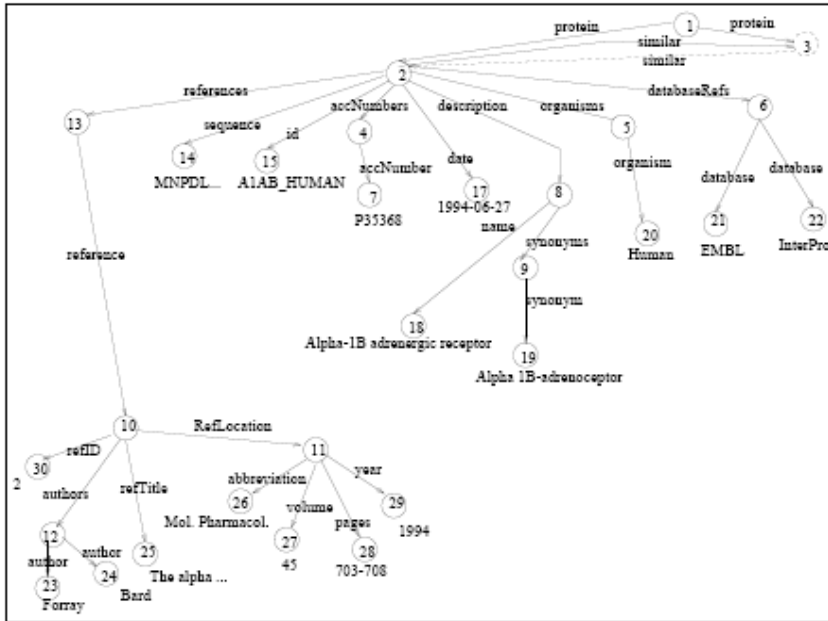 protein 1 protein
similar 3
similar
2
references accNumbers description organisms databaseRefs 6
13 sequence id 4 5
14 15 accNumber date organism database database
MNPDL... A1AB_HUMAN 7 17 8
P35368 1994-06-27 21 22
name synonyms 20 EMBL InterPro
reference 9 Human
synonym
18
Alpha-1B adrenergic receptor 19
Alpha 1B-adrenoceptor
10 RefLocation
refID 11
30 abbreviation year
2 authors refTitle 26 volume 29
Mol. Pharmacol. pages 1994
12 27 28
author author 25 45 703-708
23 24 The alpha ...
Forray Bard